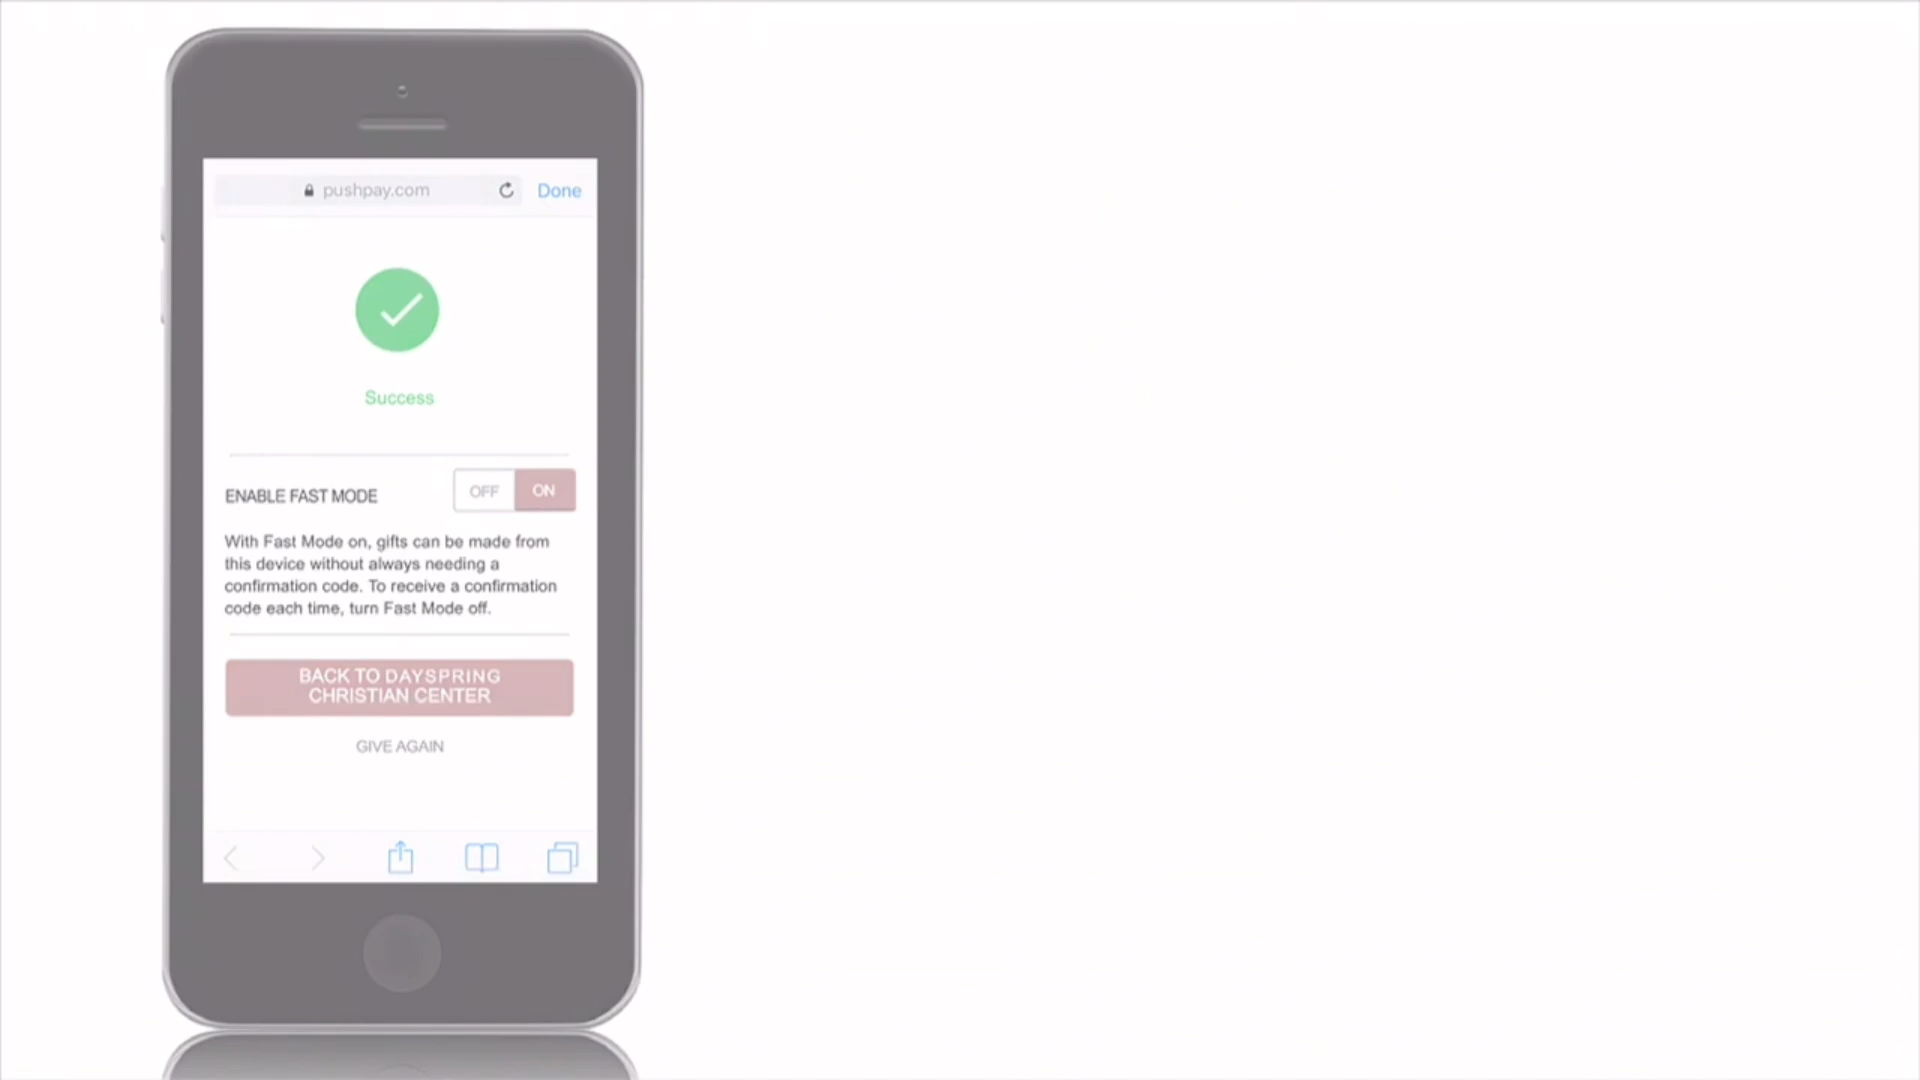 pushpay.com Done
Success
ENABLE FAST MODE OFF ON
With Fast Mode on, gifts can be made from
this device without always needing a
confirmation code. To receive a confirmation
code each time, turn Fast Mode off.
BACK TO DAYSPRING
CHRISTIAN CENTER
GIVE AGAIN